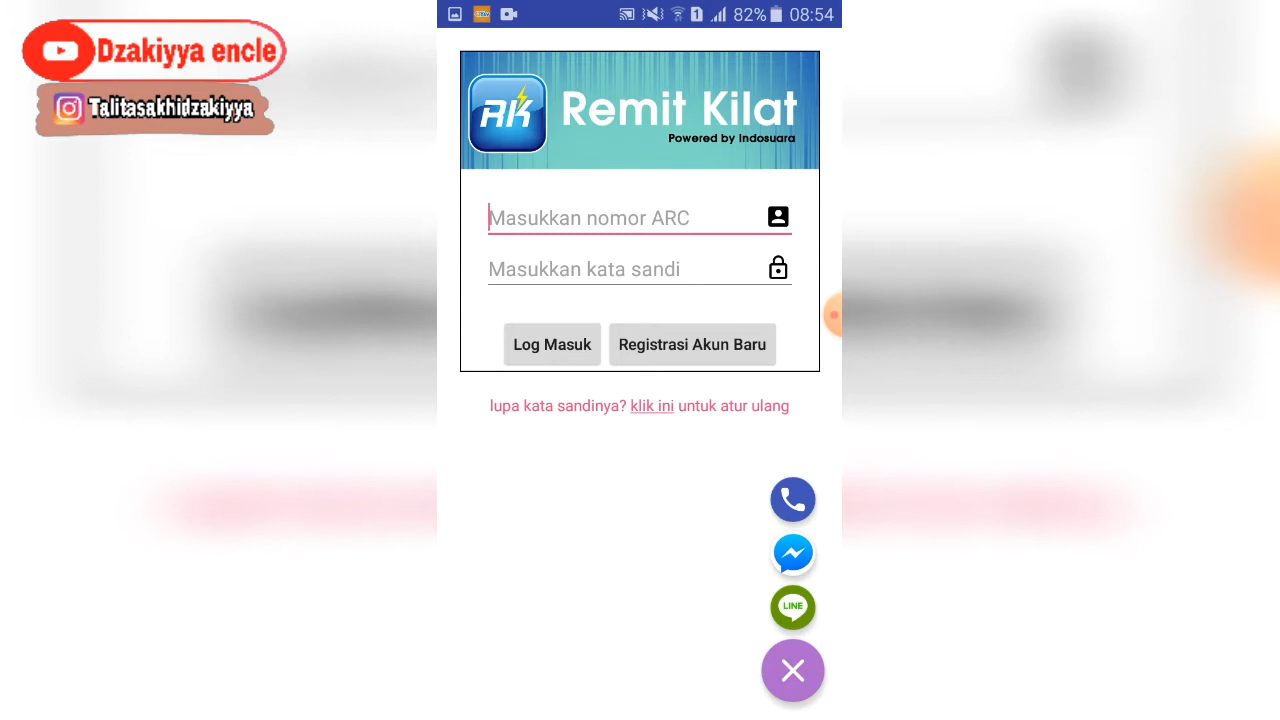 Dzakiyya encle
Talitasakhidzakiyya
1 82% 08:54
RK Remit Kilat
Powered by Indosuara
Masukkan nomor ARC
Masukkan kata sandi
Log Masuk Registrasi Akun Baru
lupa kata sandinya? klik ini untuk atur ulang
LINE